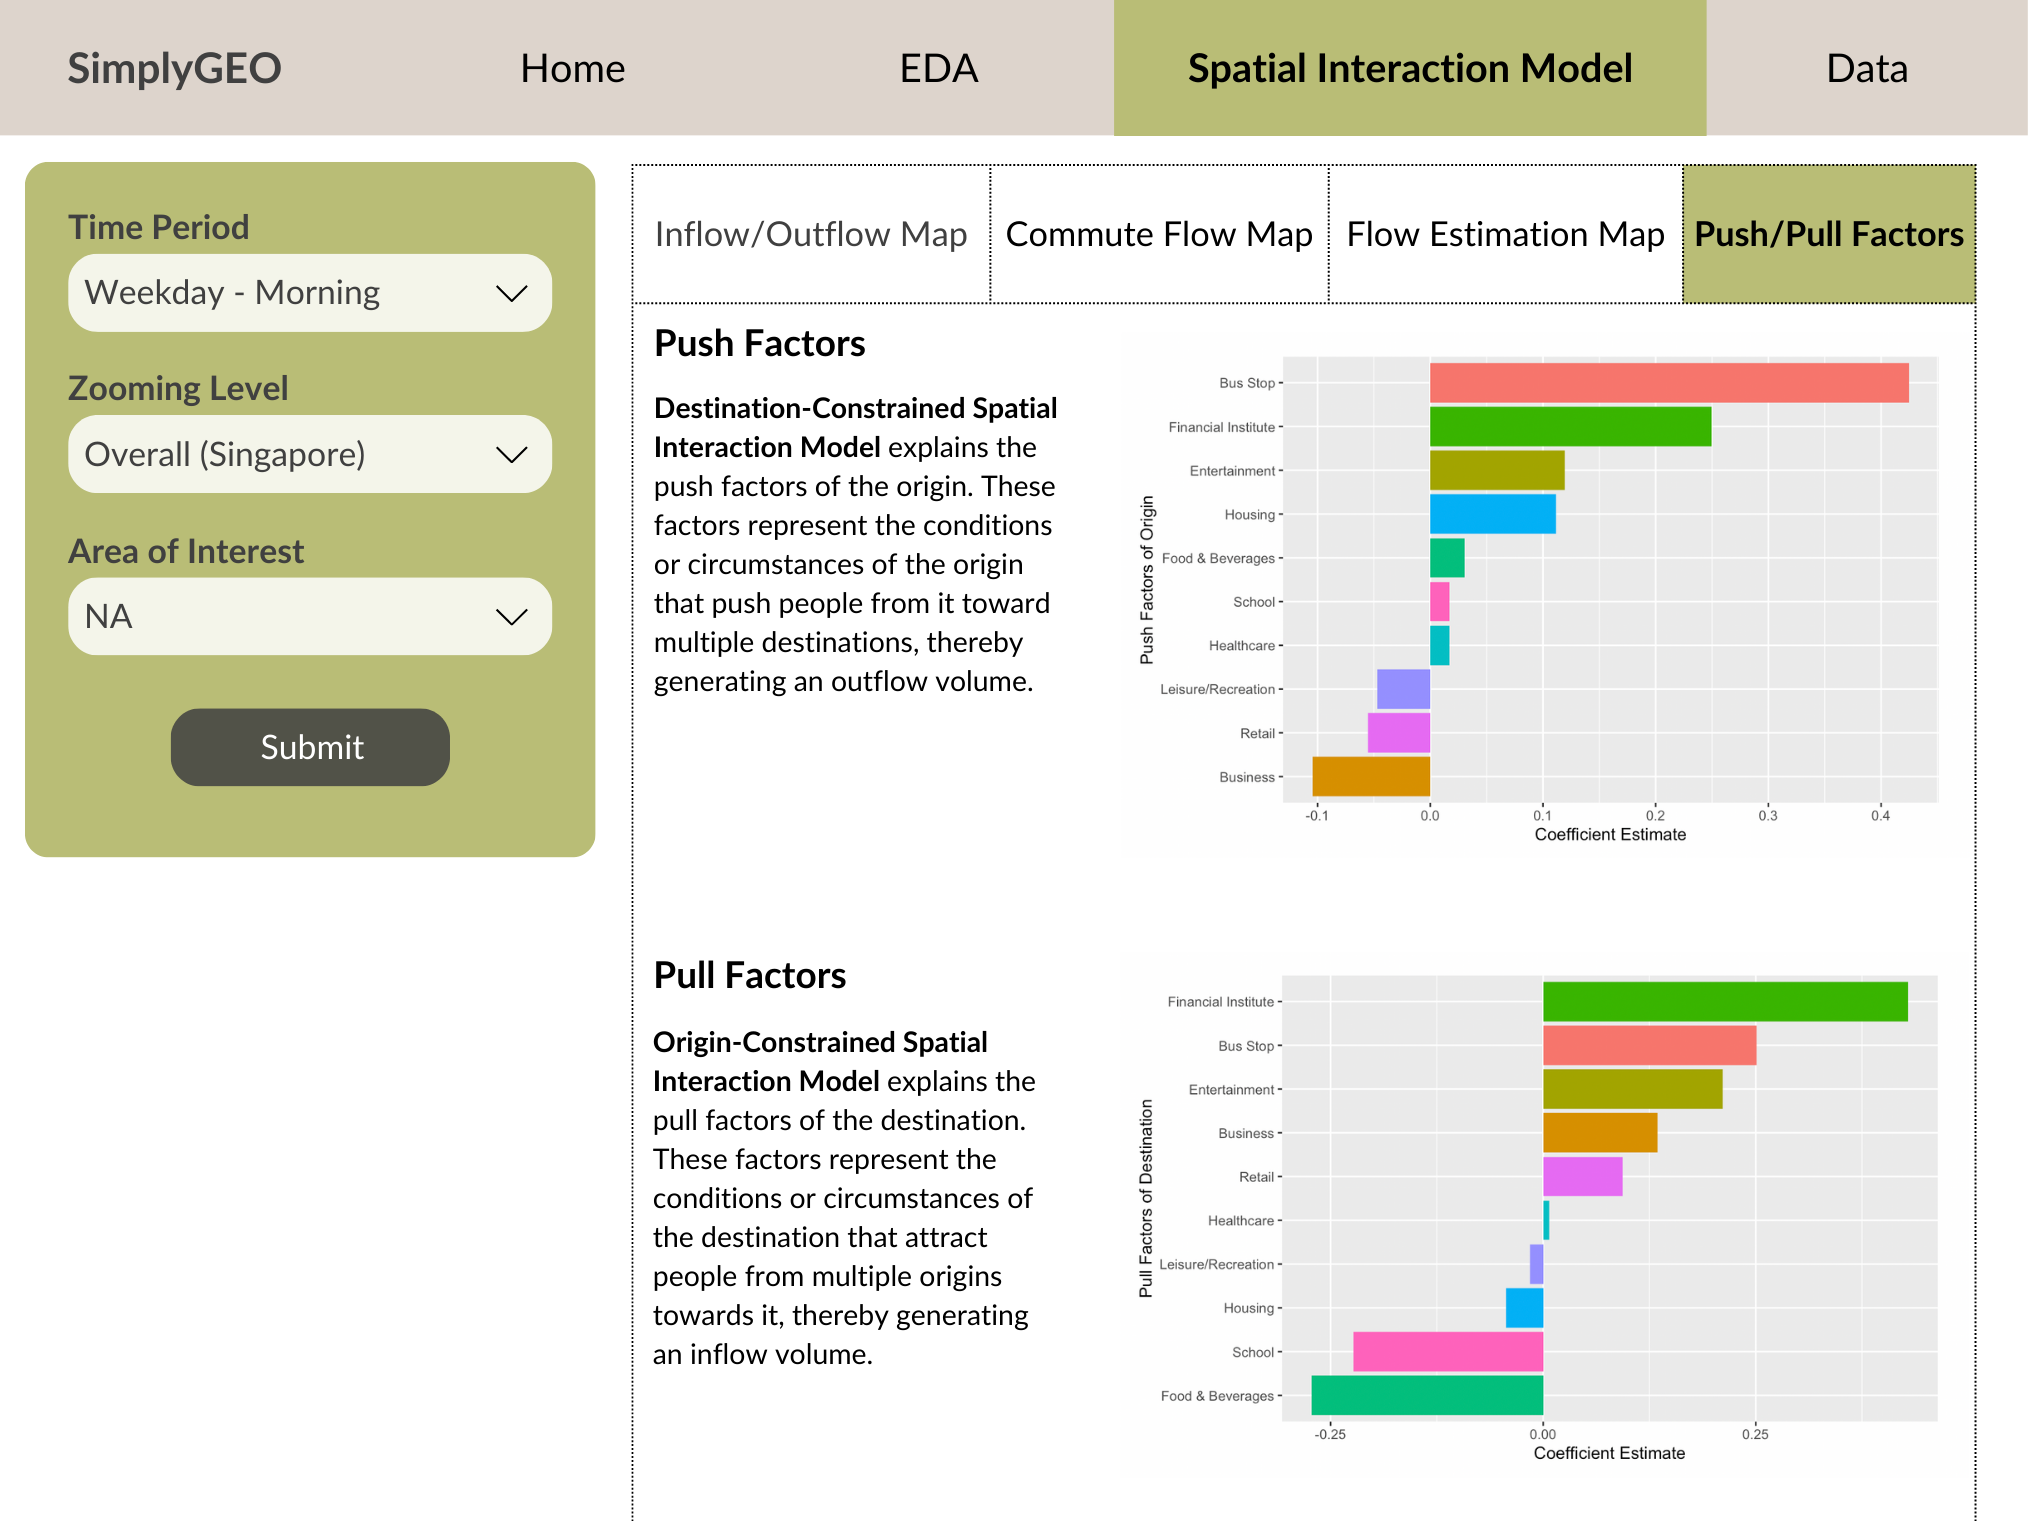 SimplyGEO
Home
EDA
Spatial Interaction Model
Data
Time Period
Weekday - Morning
Zooming Level
Overall (Singapore)
Area of Interest
NA
Submit
Inflow/Outflow Map
Commute Flow Map
Flow Estimation Map
Push/Pull Factors
Push Factors
Destination-Constrained Spatial
Interaction Model explains the
push factors of the origin. These
factors represent the conditions
or circumstances of the origin
that push people from it toward
multiple destinations, thereby
generating an outflow volume.
Push Factors of Origin
Bus Stop
Financial Institute
Entertainment
Housing
Food & Beverages
School
Healthcare
Leisure/Recreation
Retail
Business
-0.1
0.0
0.1
0.2
0.3
0.4
Coefficient Estimate
Pull Factors
Origin-Constrained Spatial
Interaction Model explains the
pull factors of the destination.
These factors represent the
conditions or circumstances of
the destination that attract
people from multiple origins
towards it, thereby generating
an inflow volume.
Pull Factors of Destination
Financial Institute
Bus Stop
Entertainment
Business
Retail
Healthcare
Leisure/Recreation
Housing
School
Food & Beverages
-0.25
0.00
0.25
Coefficient Estimate